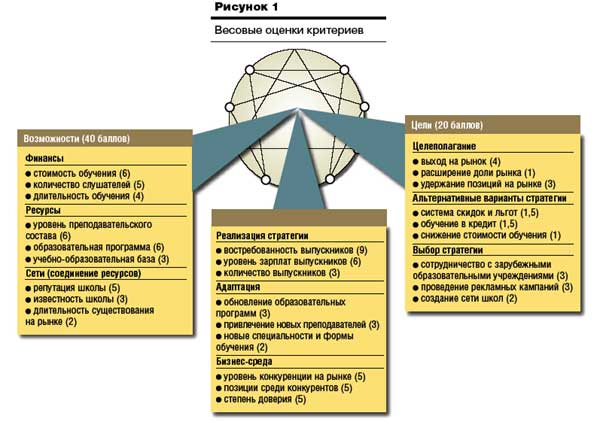 Рисунок 1
Весовые оценки критериев
Возможности (40 баллов)
Финансы
● стоимость обучения (6)
● количество слушателей (5)
● длительность обучения (4)
Ресурсы
● уровень преподавательского
состава (6)
● образовательная программа (6)
● учебно-образовательная база (3)
Сети (соединение ресурсов)
● репутация школы (5)
● известность школы (3)
● длительность существования
на рынке (2)
Реализация стратегии
● востребованность выпускников (9)
● уровень зарплат выпускников (6)
● количество выпускников (3)
Адаптация
● обновление образовательных
программ (3)
● привлечение новых преподавателей (3)
● новые специальности и формы
обучения (2)
Бизнес-среда
● уровень конкуренции на рынке (5)
● позиции среди конкурентов (5)
● степень доверия (5)
Цели (20 баллов)
Целеполагание
● выход на рынок (4)
● расширение доли рынка (1)
● удержание позиций на рынке (3)
Альтернативные варианты стратегии
● система скидок и льгот (1,5)
● обучение в кредит (1,5)
● снижение стоимости обучения (1)
Выбор стратегии
● сотрудничество с зарубежными
образовательными учреждениями (3)
● проведение рекламных кампаний (3)
● создание сети школ (2)